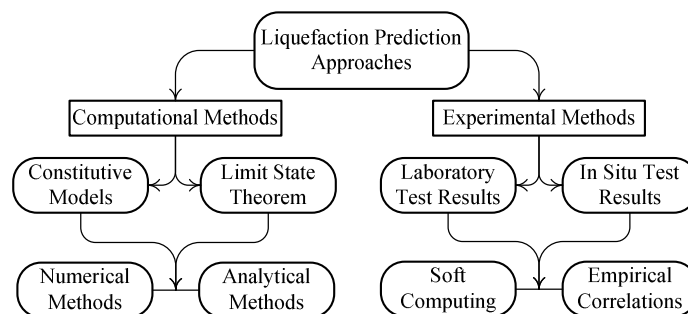 Liquefaction Prediction
Approaches
Computational Methods
Experimental Methods
Constitutive
Models
Limit State
Theorem
Laboratory
Test Results
In Situ Test
Results
Numerical
Methods
Analytical
Methods
Soft
Computing
Empirical
Correlations